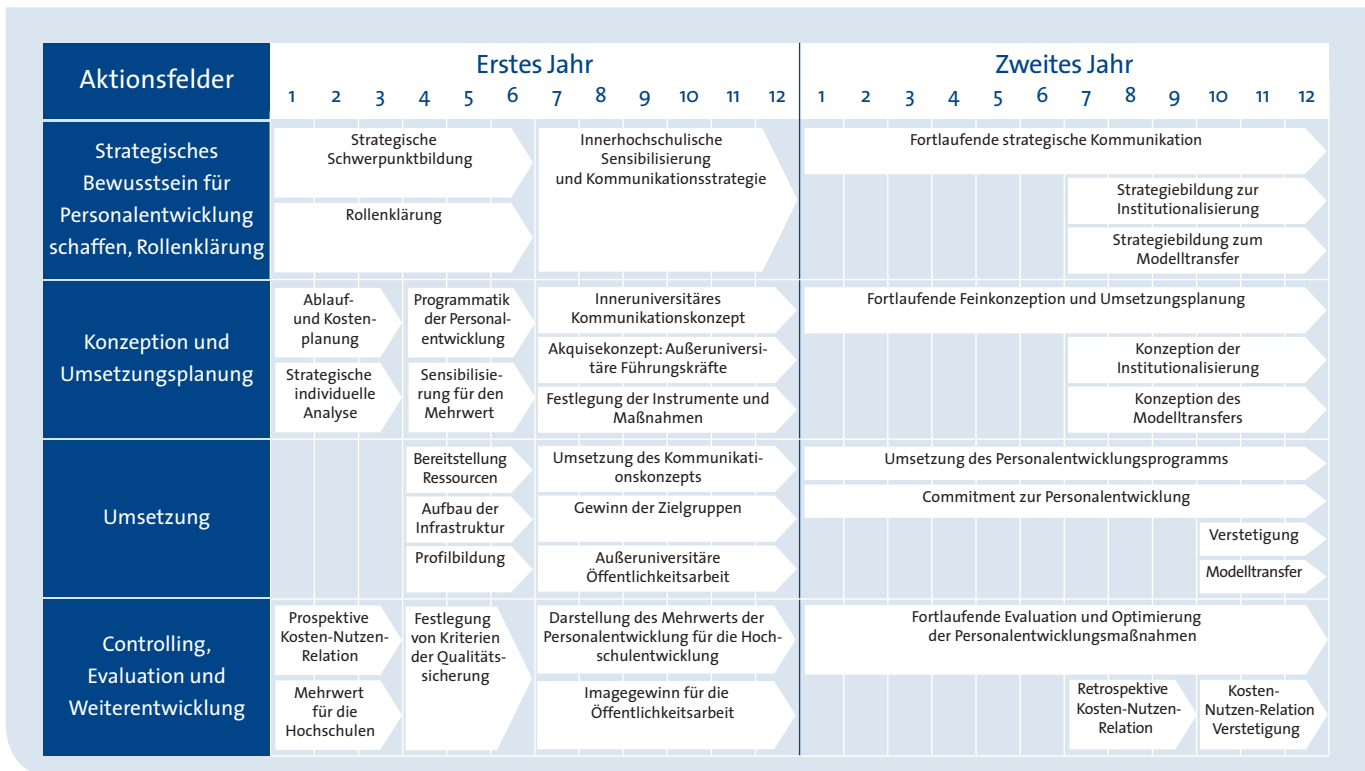 Aktionsfelder
Erstes Jahr
1 2 3 4 5 6 7 8 9 10 11 12
Zweites Jahr
1 2 3 4 5 6 7 8 9 10 11 12
Strategisches
Bewusstsein für
Personalentwicklung
schaffen, Rollenklärung
Strategische
Schwerpunktbildung
Rollenklärung
Innerhochschulische
Sensibilisierung
und Kommunikationsstrategie
Fortlaufende strategische Kommunikation
Strategiebildung zur
Institutionalisierung
Strategiebildung zum
Modelltransfer
Konzeption und
Umsetzungsplanung
Ablauf-
und Kosten-
planung
Strategische
individuelle
Analyse
Programmatik
der Personal-
entwicklung
Sensibilisie-
rung für den
Mehrwert
Inneruniversitäres
Kommunikationskonzept
Akquisekonzept: Außeruniversi-
täre Führungskräfte
Festlegung der Instrumente und
Maßnahmen
Fortlaufende Feinkonzeption und Umsetzungsplanung
Konzeption der
Institutionalisierung
Konzeption des
Modelltransfers
Umsetzung
Bereitstellung
Ressourcen
Aufbau der
Infrastruktur
Profilbildung
Umsetzung des Kommunikati-
onskonzepts
Gewinn der Zielgruppen
Außeruniversitäre
Öffentlichkeitsarbeit
Umsetzung des Personalentwicklungsprogramms
Commitment zur Personalentwicklung
Verstetigung
Modelltransfer
Controlling,
Evaluation und
Weiterentwicklung
Prospektive
Kosten-Nutzen-
Relation
Mehrwert
für die
Hochschulen
Festlegung
von Kriterien
der Qualitäts-
sicherung
Darstellung des Mehrwerts der
Personalentwicklung für die Hoch-
schulentwicklung
Imagegewinn für die
Öffentlichkeitsarbeit
Fortlaufende Evaluation und Optimierung
der Personalentwicklungsmaßnahmen
Retrospektive
Kosten-Nutzen-
Relation
Kosten-
Nutzen-Relation
Verstetigung